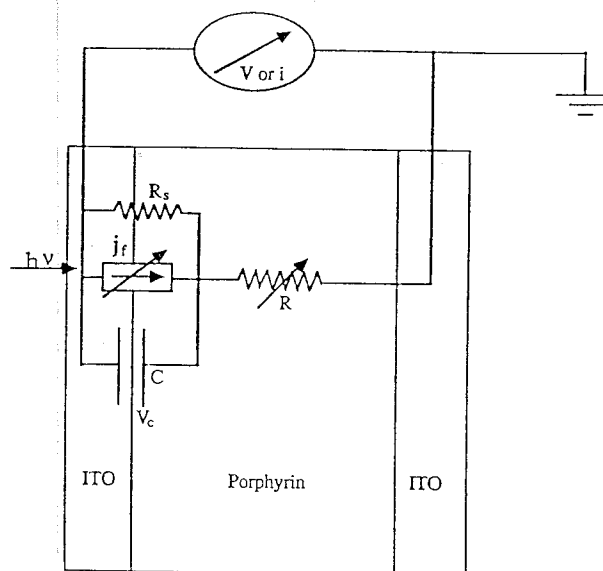 V or i
R_s
j_f
hν
R
C
V_c
ITO
Porphyrin
ITO